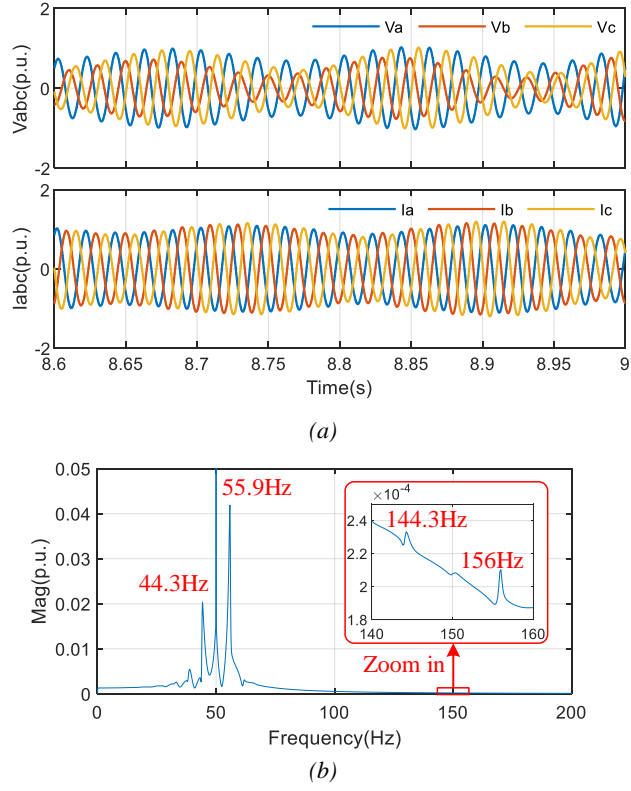 Va Vb Vc
2
0
-2
Vabc(p.u.)
Ia Ib Ic
2
0
-2
Iabc(p.u.)
8.6 8.65 8.7 8.75 8.8 8.85 8.9 8.95 9
Time(s)
(a)
0.05
0.04
0.03
0.02
0.01
0
Mag(p.u.)
55.9Hz
44.3Hz
×10⁻⁴
2.4
2.2
2
1.8
144.3Hz
156Hz
140 150 160
Zoom in
0 50 100 150 200
Frequency(Hz)
(b)